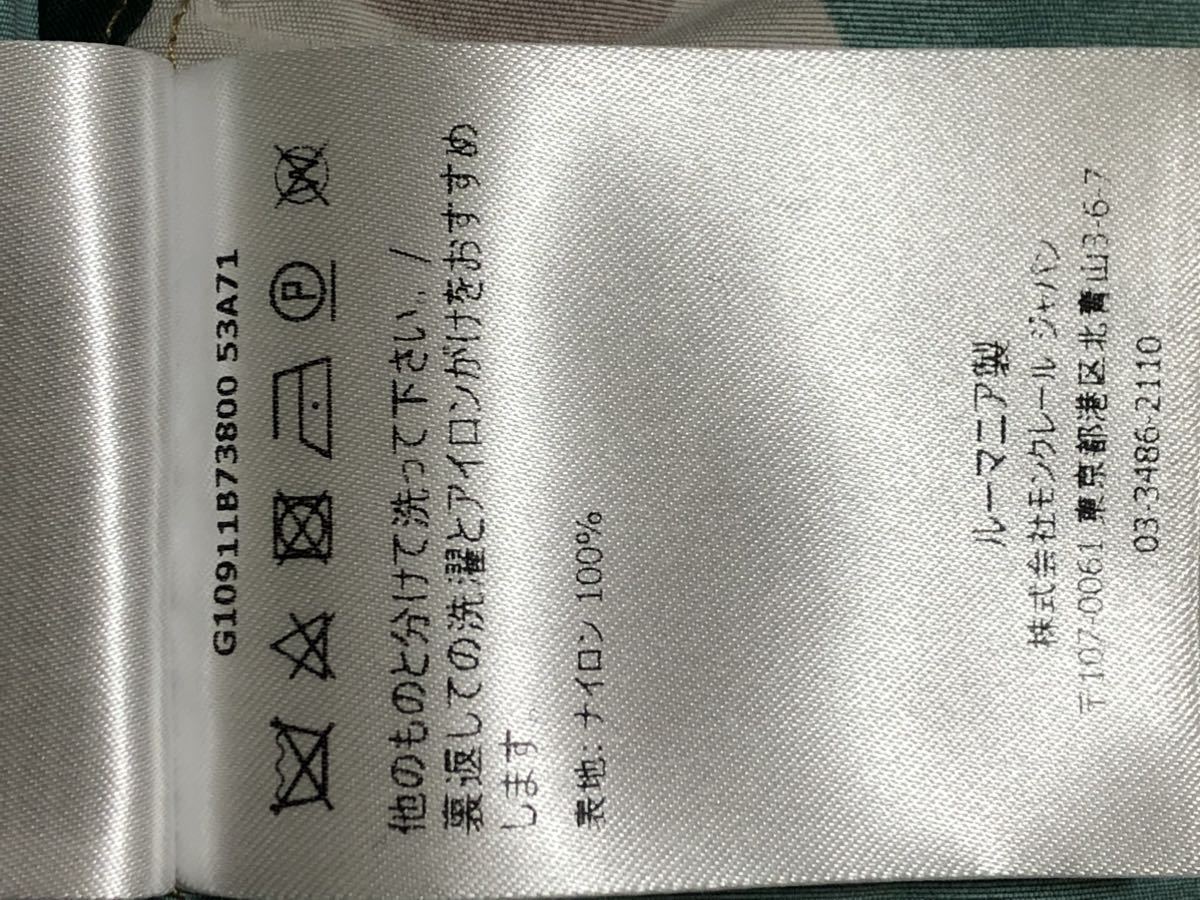 G10911B73800 53A71
P W
他のものと分けて洗って下さい. /
裏返しての洗濯とアイロンがけをおすすめ
します
表地: ナイロン 100%
ルーマニア製
株式会社モンクレール ジャパン
〒107-0061 東京都港区北青山3-6-7
03-3486-2110